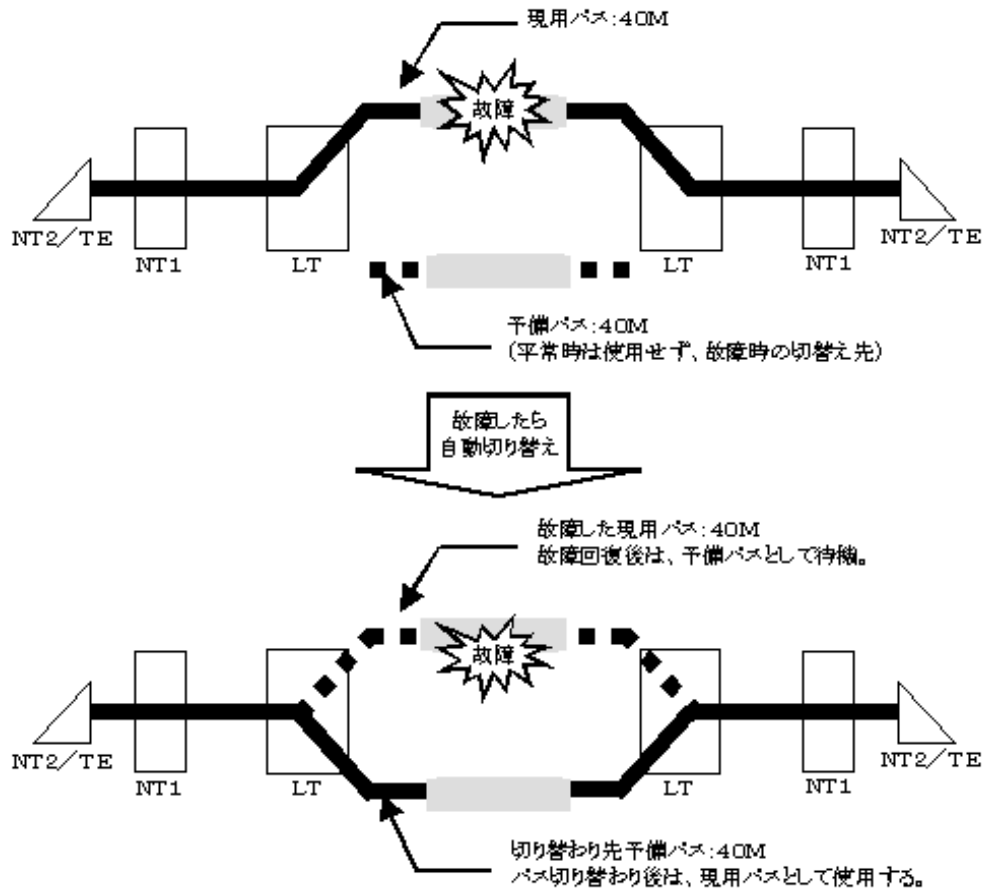 現用パス:40M
故障
NT2/TE
NT1
LT
LT
NT1
NT2/TE
予備パス:40M
(平常時は使用せず、故障時の切替え先)
故障したら
自動切り替え
故障した現用パス:40M
故障回復後は、予備パスとして待機。
故障
NT2/TE
NT1
LT
LT
NT1
NT2/TE
切り替わり先予備パス:40M
パス切り替わり後は、現用パスとして使用する。